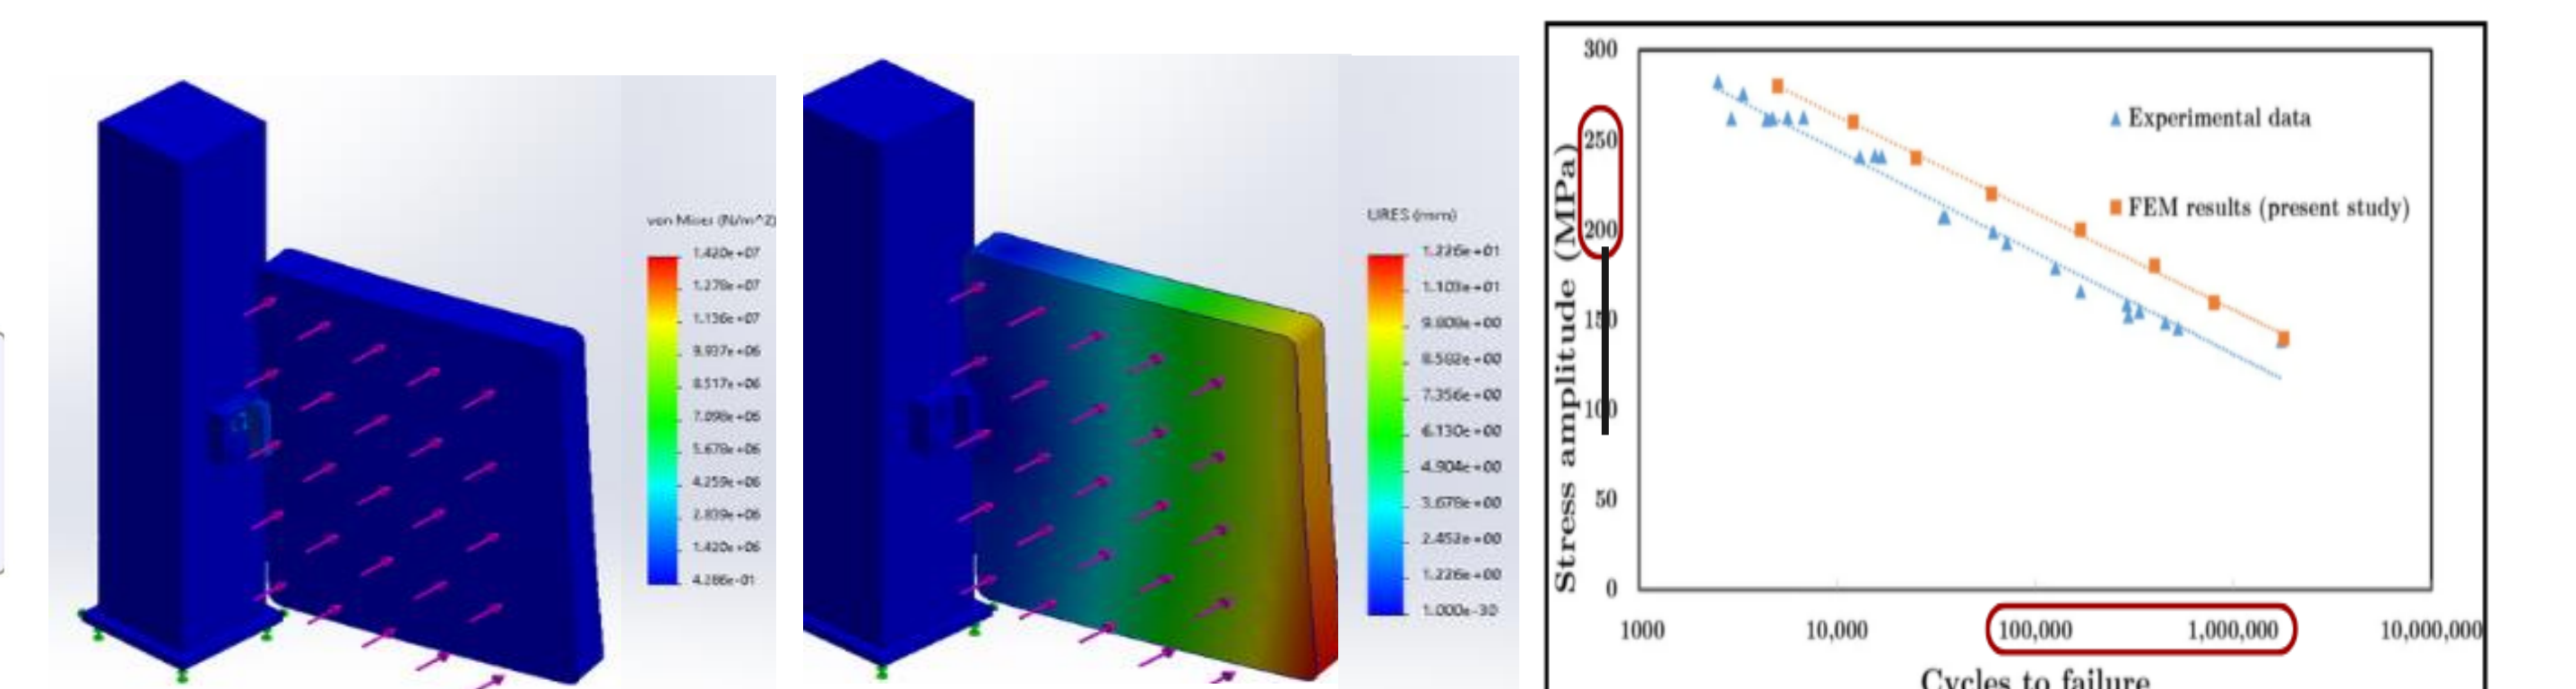 von Mises (N/m^2)
1.420e+07
1.278e+07
1.136e+07
9.937e+06
8.517e+06
7.098e+06
5.678e+06
4.259e+06
2.839e+06
1.420e+06
4.286e-01
URES (mm)
1.226e+01
1.103e+01
9.808e+00
8.582e+00
7.356e+00
6.130e+00
4.904e+00
3.678e+00
2.452e+00
1.226e+00
1.000e-30
Stress amplitude (MPa)
300
250
200
150
100
50
0
Experimental data
FEM results (present study)
1000 10,000 100,000 1,000,000 10,000,000
Cycles to failure